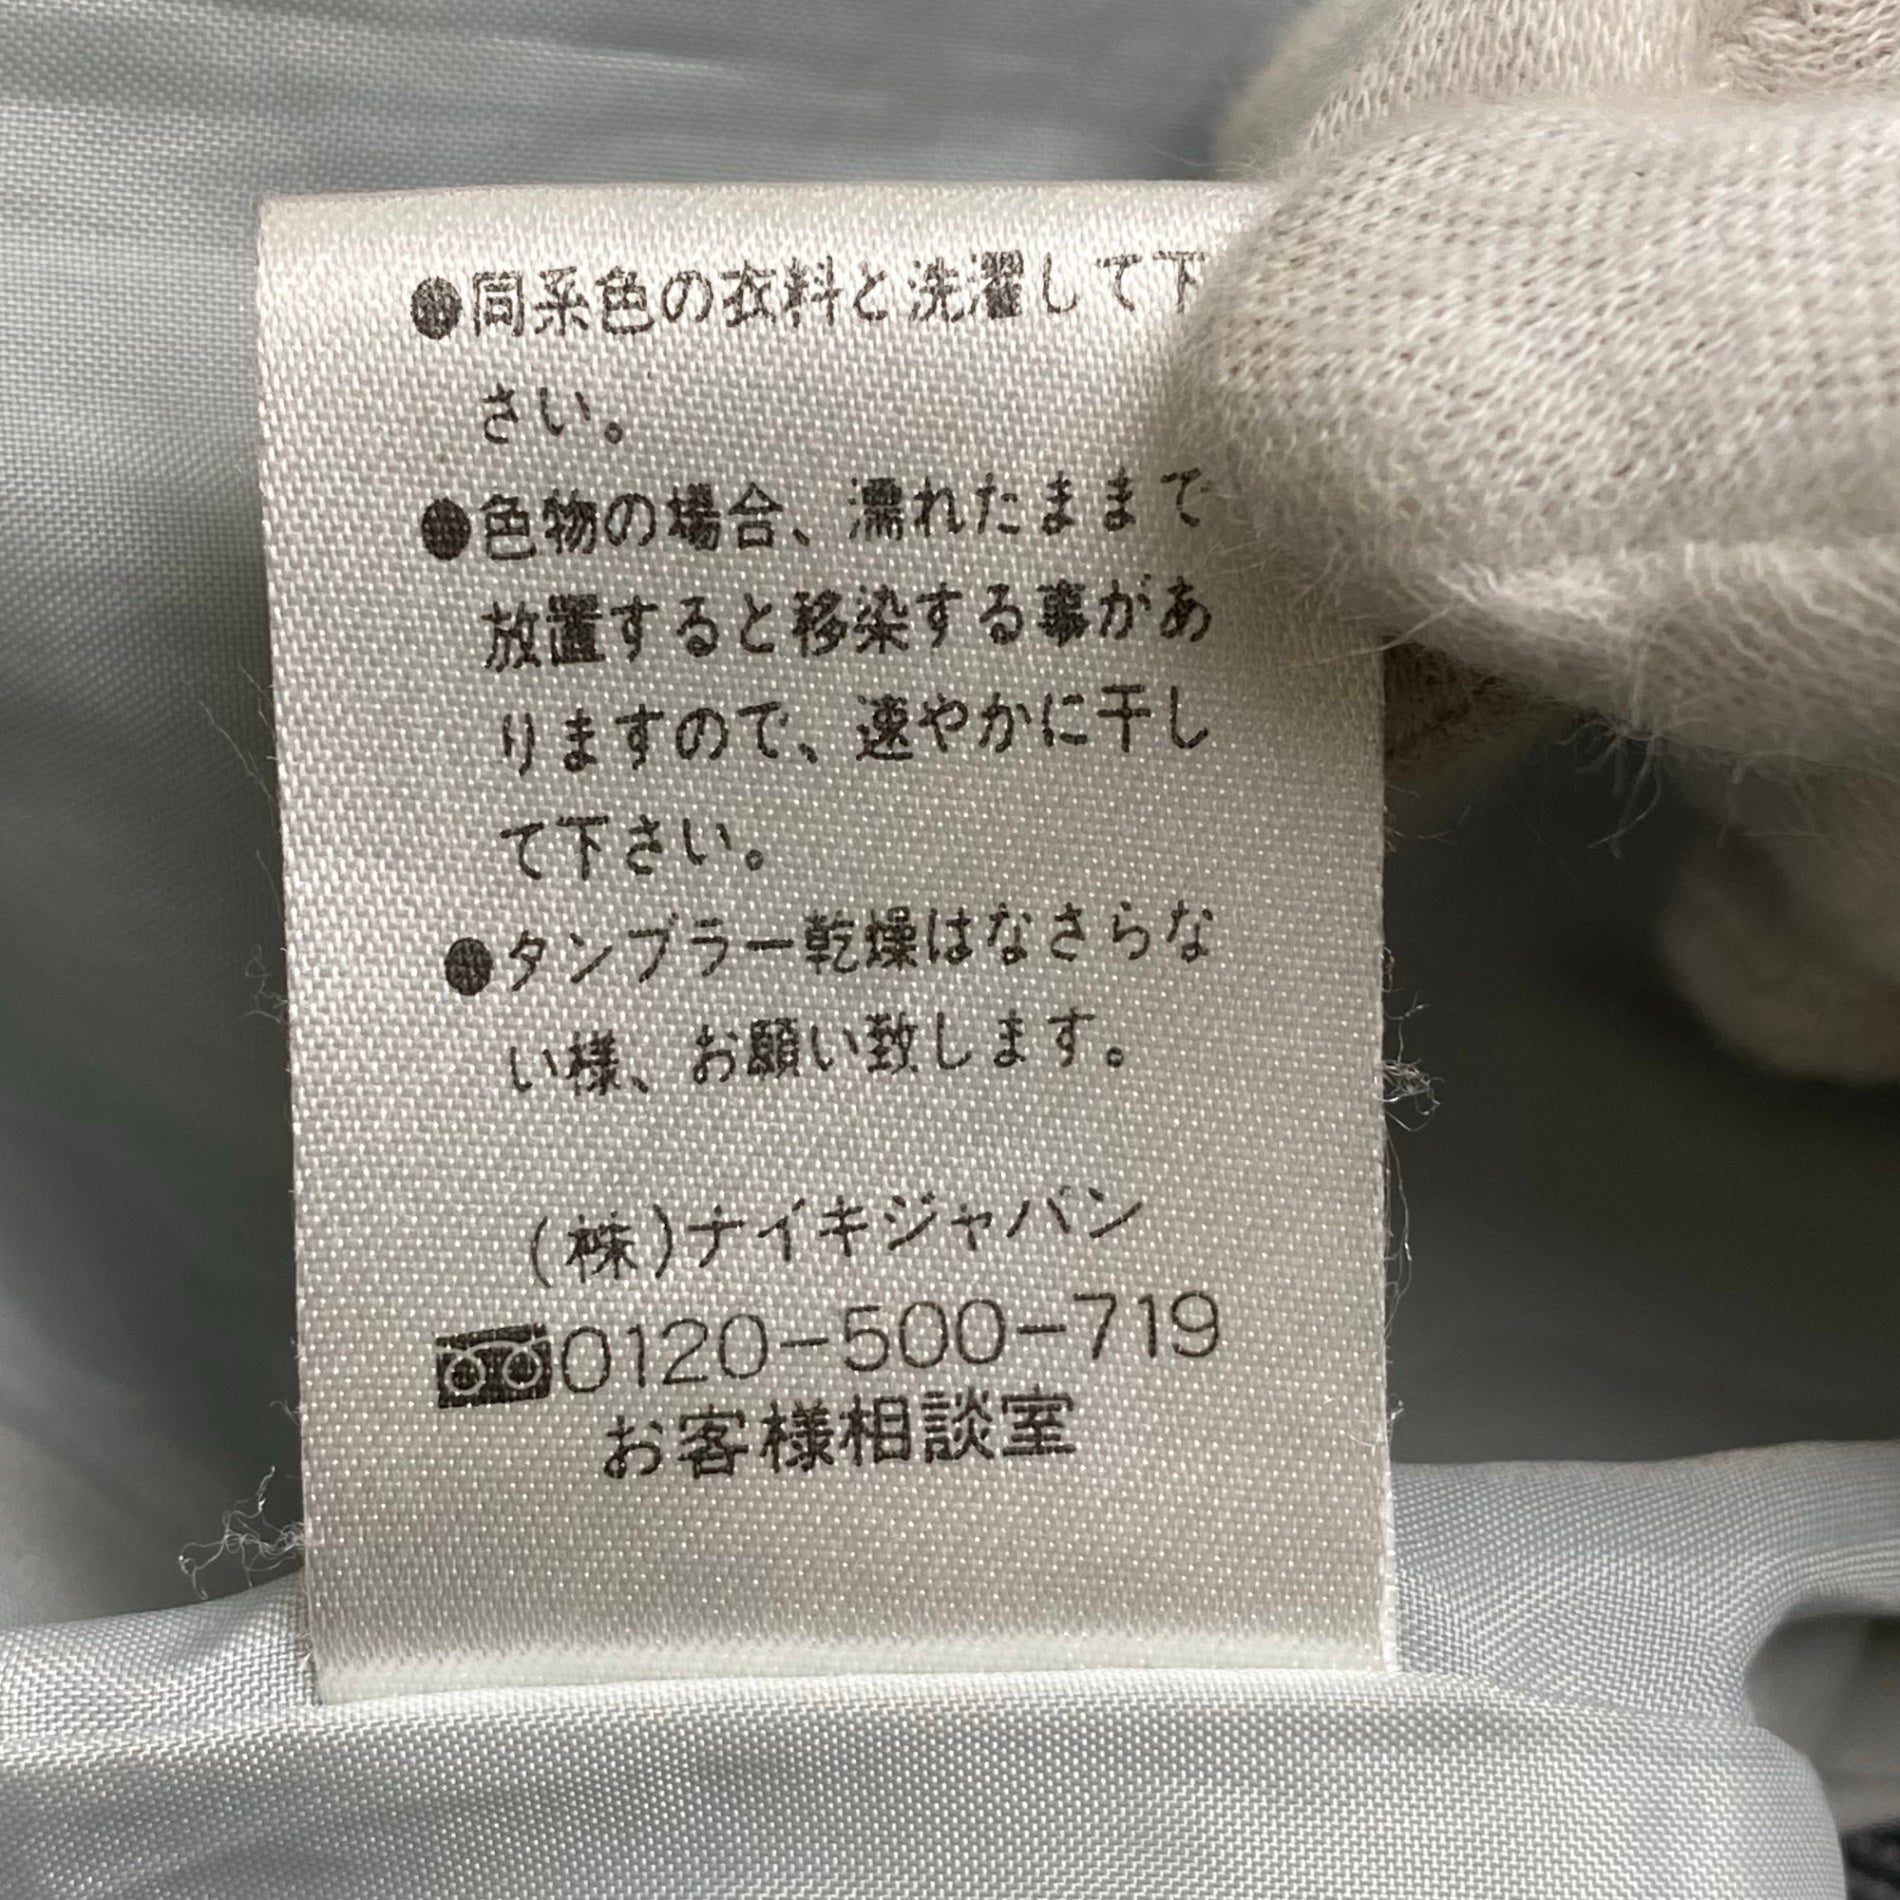 ●同系色の衣料と洗濯して下
さい。
●色物の場合、濡れたままで
放置すると移染する事があ
りますので、速やかに干し
て下さい。
●タンブラー乾燥はなさらな
い様、お願い致します。
(株)ナイキジャパン
0120-500-719
お客様相談室